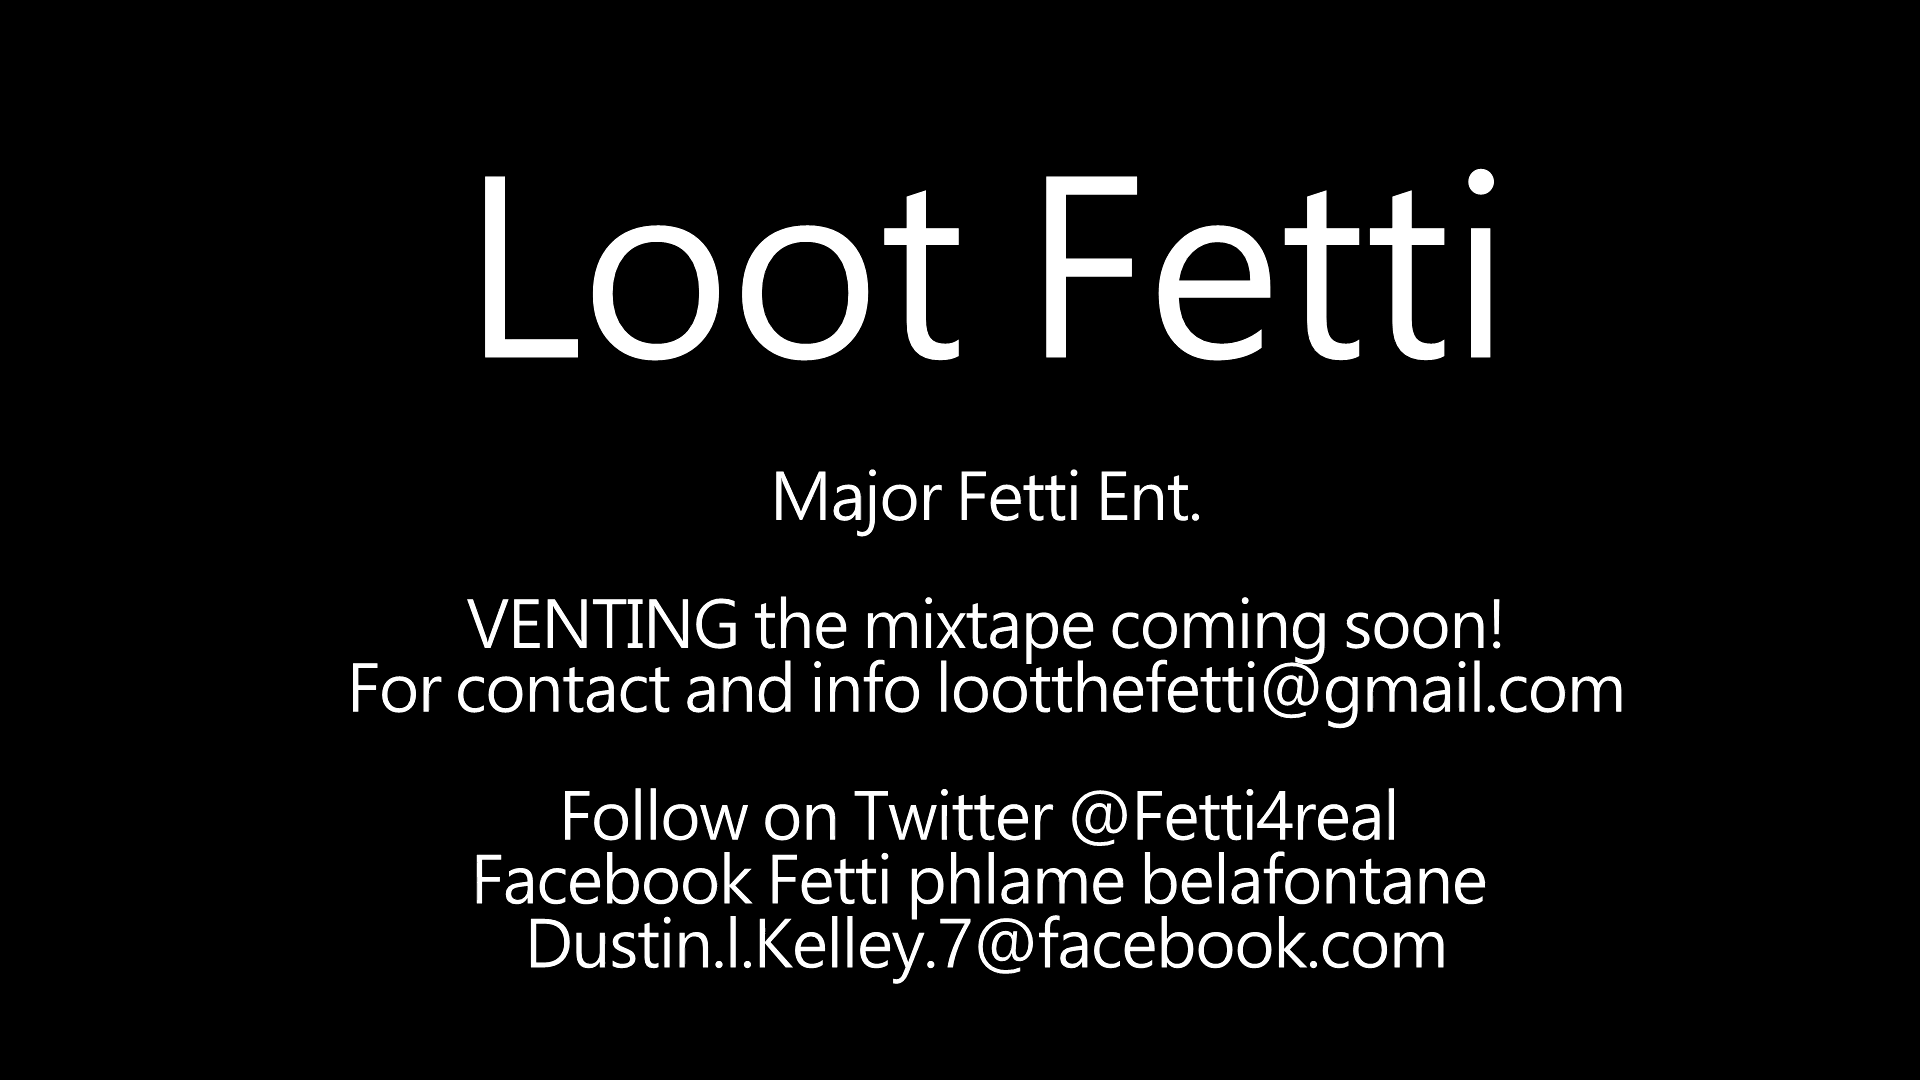 Loot Fetti
Major Fetti Ent.
VENTING the mixtape coming soon!
For contact and info lootthefetti@gmail.com
Follow on Twitter @Fetti4real
Facebook Fetti phlame belafontane
Dustin.l.Kelley.7@facebook.com